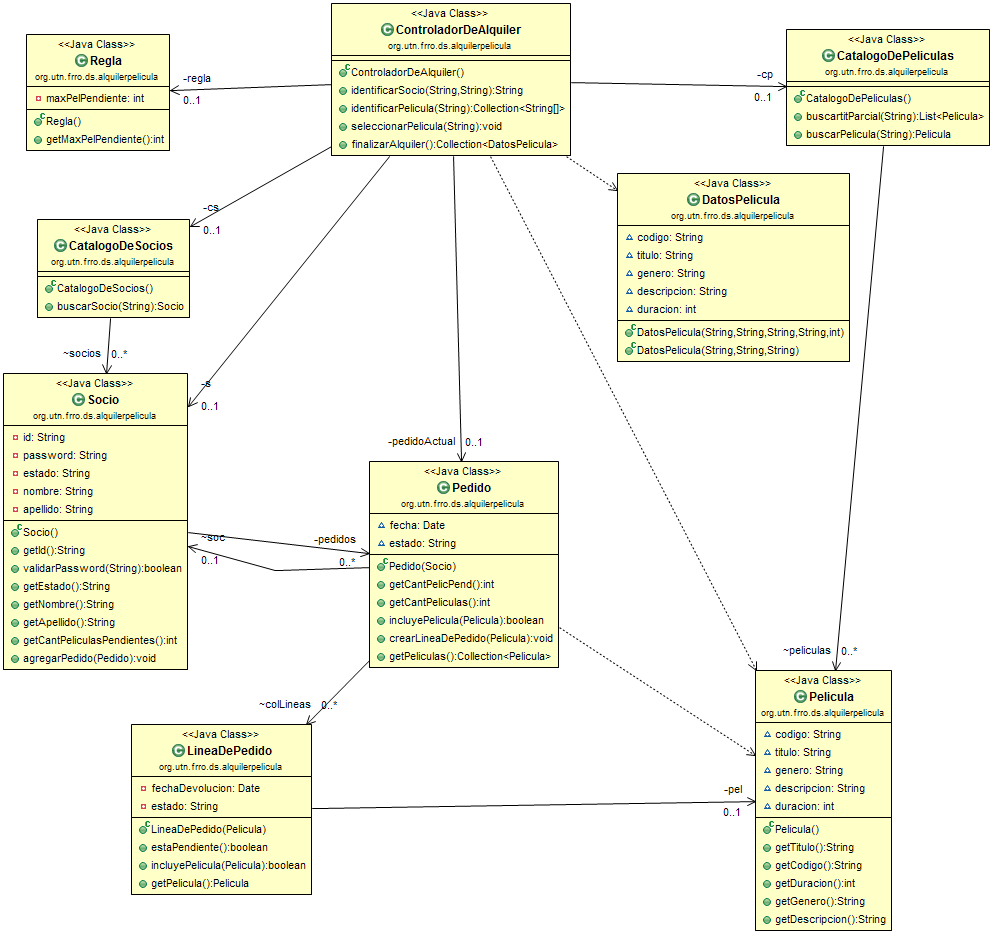 <<Java Class>>
ControladorDeAlquiler
org.utn.frro.ds.alquilerpelicula
ControladorDeAlquiler()
identificarSocio(String,String):String
identificarPelicula(String):Collection<String[]>
seleccionarPelicula(String):void
finalizarAlquiler():Collection<DatosPelicula>
<<Java Class>>
Regla
org.utn.frro.ds.alquilerpelicula
maxPelPendiente: int
Regla()
getMaxPelPendiente():int
-regla
0..1
-cp
0..1
<<Java Class>>
CatalogoDePeliculas
org.utn.frro.ds.alquilerpelicula
CatalogoDePeliculas()
buscartitParcial(String):List<Pelicula>
buscarPelicula(String):Pelicula
<<Java Class>>
DatosPelicula
org.utn.frro.ds.alquilerpelicula
codigo: String
titulo: String
genero: String
descripcion: String
duracion: int
DatosPelicula(String,String,String,String,int)
DatosPelicula(String,String,String)
-cs
0..1
<<Java Class>>
CatalogoDeSocios
org.utn.frro.ds.alquilerpelicula
CatalogoDeSocios()
buscarSocio(String):Socio
~socios
0..*
-s
0..1
<<Java Class>>
Socio
org.utn.frro.ds.alquilerpelicula
id: String
password: String
estado: String
nombre: String
apellido: String
Socio()
getId():String
validarPassword(String):boolean
getEstado():String
getNombre():String
getApellido():String
getCantPeliculasPendientes():int
agregarPedido(Pedido):void
~soc
0..1
-pedidos
0..*
-pedidoActual
0..1
<<Java Class>>
Pedido
org.utn.frro.ds.alquilerpelicula
fecha: Date
estado: String
Pedido(Socio)
getCantPelicPend():int
getCantPeliculas():int
incluyePelicula(Pelicula):boolean
crearLineaDePedido(Pelicula):void
getPeliculas():Collection<Pelicula>
~colLineas
0..*
<<Java Class>>
LineaDePedido
org.utn.frro.ds.alquilerpelicula
fechaDevolucion: Date
estado: String
LineaDePedido(Pelicula)
estaPendiente():boolean
incluyePelicula(Pelicula):boolean
getPelicula():Pelicula
-pel
0..1
~peliculas
0..*
<<Java Class>>
Pelicula
org.utn.frro.ds.alquilerpelicula
codigo: String
titulo: String
genero: String
descripcion: String
duracion: int
Pelicula()
getTitulo():String
getCodigo():String
getDuracion():int
getGenero():String
getDescripcion():String